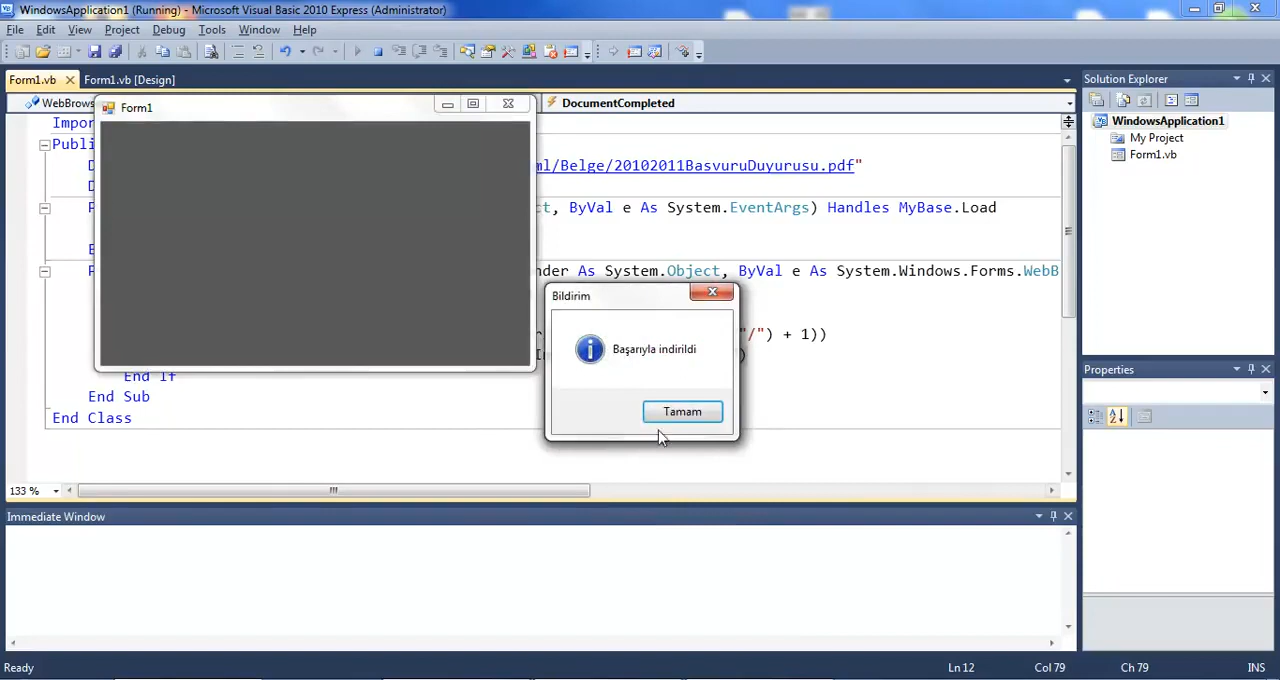 WindowsApplication1 (Running) - Microsoft Visual Basic 2010 Express (Administrator)
File Edit View Project Debug Tools Window Help
Form1.vb Form1.vb [Design]
WebBrows
DocumentCompleted
Form1
Impor
Publi
D ml/Belge/20102011BasvuruDuyurusu.pdf"
D
P ct, ByVal e As System.EventArgs) Handles MyBase.Load
E
P nder As System.Object, ByVal e As System.Windows.Forms.WebB
"/") + 1))
)
End If
End Sub
End Class
Bildirim
Başarıyla indirildi
Tamam
133 %
Immediate Window
Solution Explorer
WindowsApplication1
My Project
Form1.vb
Properties
Ready Ln 12 Col 79 Ch 79 INS